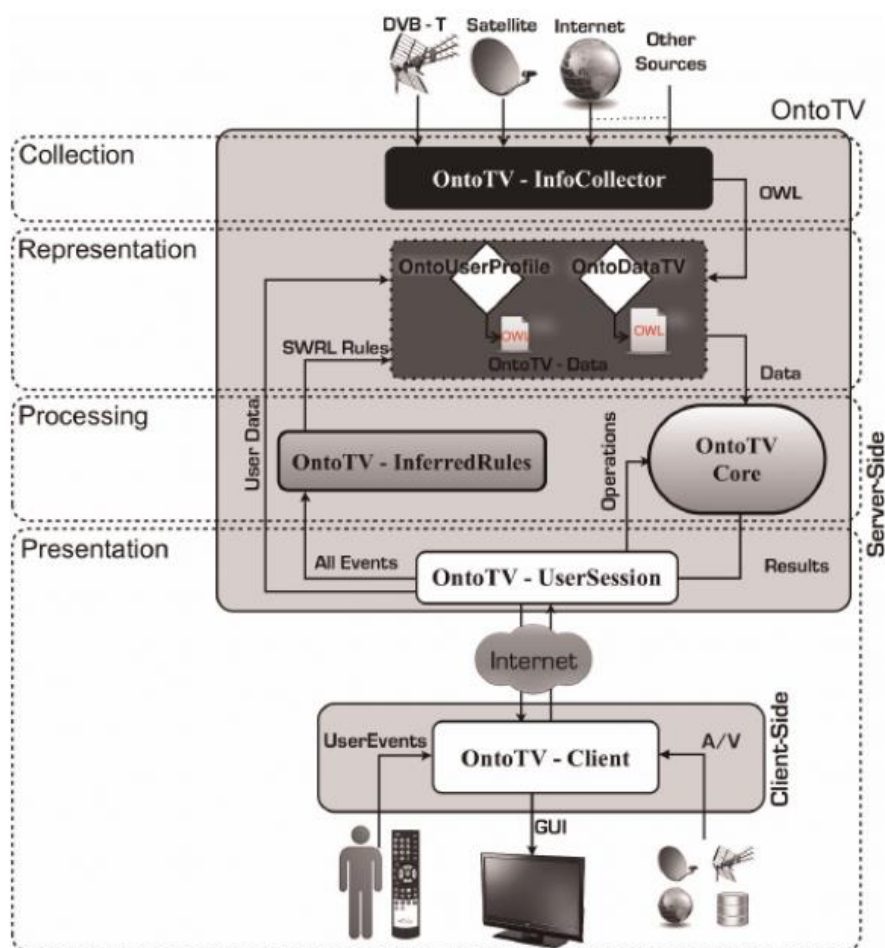 DVB - T
Satellite
Internet
Other
Sources
OntoTV
Collection
OntoTV - InfoCollector
OWL
Representation
OntoUserProfile
OntoDataTV
OWL
OWL
SWRL Rules
OntoTV - Data
Data
Processing
User Data
OntoTV - InferredRules
Operations
OntoTV
Core
Server-Side
Presentation
All Events
OntoTV - UserSession
Results
Internet
UserEvents
OntoTV - Client
A/V
Client-Side
GUI